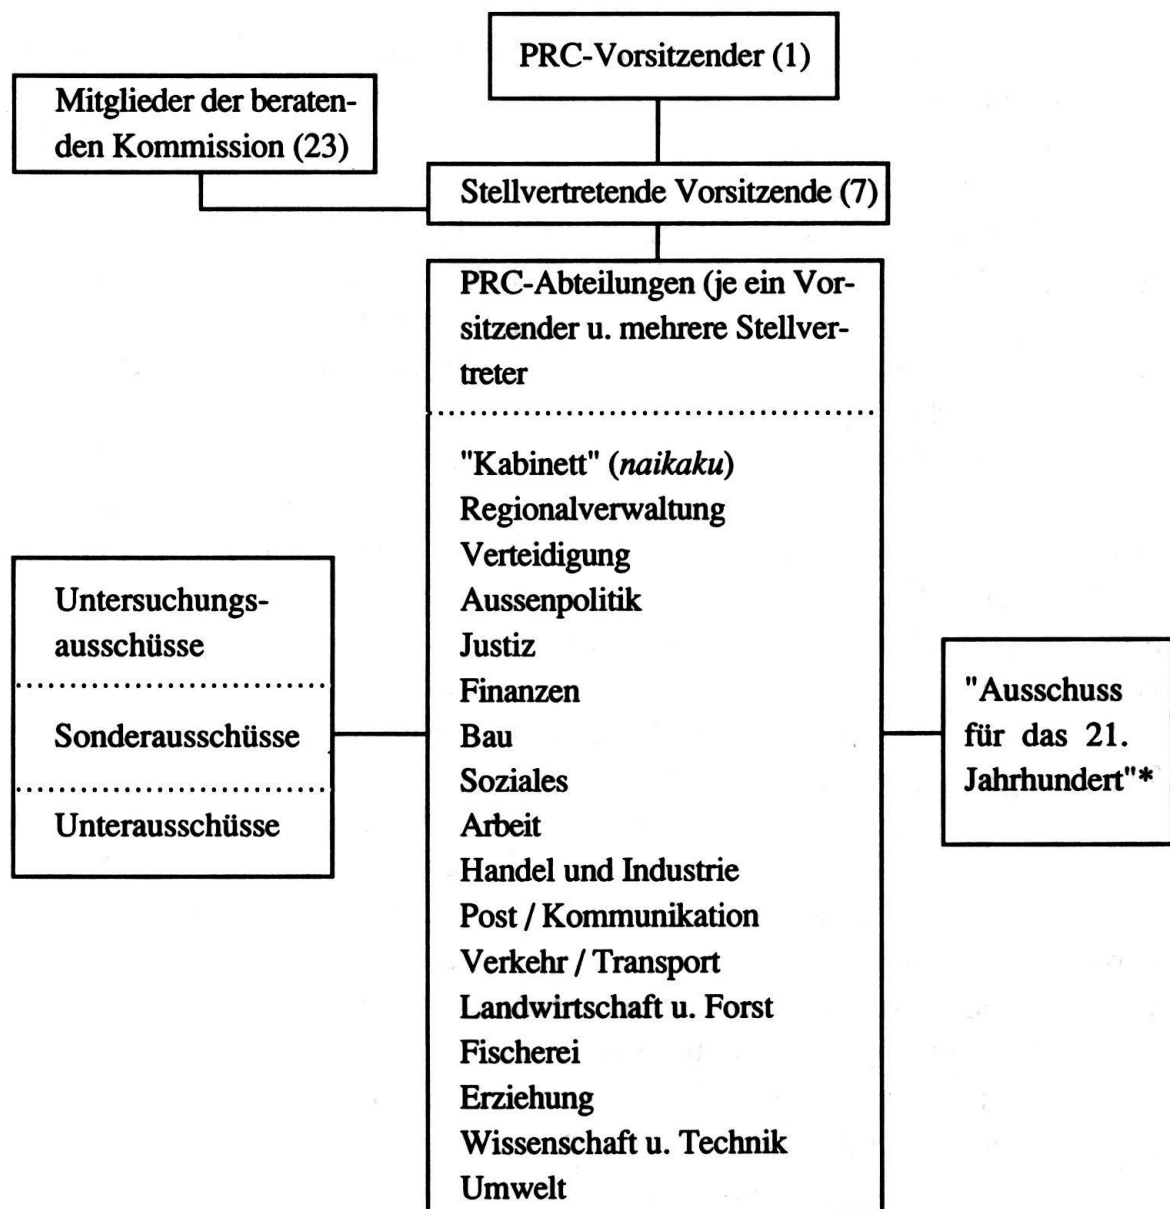 PRC-Vorsitzender (1)
Mitglieder der beraten-
den Kommission (23)
Stellvertretende Vorsitzende (7)
PRC-Abteilungen (je ein Vor-
sitzender u. mehrere Stellver-
treter
"Kabinett" (naikaku)
Regionalverwaltung
Verteidigung
Aussenpolitik
Justiz
Finanzen
Bau
Soziales
Arbeit
Handel und Industrie
Post / Kommunikation
Verkehr / Transport
Landwirtschaft u. Forst
Fischerei
Erziehung
Wissenschaft u. Technik
Umwelt
Untersuchungs-
ausschüsse
Sonderausschüsse
Unterausschüsse
"Ausschuss
für das 21.
Jahrhundert"*